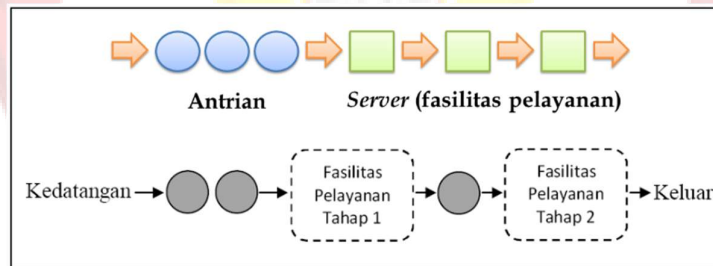 Antrian
Server (fasilitas pelayanan)
Kedatangan
Fasilitas
Pelayanan
Tahap 1
Fasilitas
Pelayanan
Tahap 2
Keluar